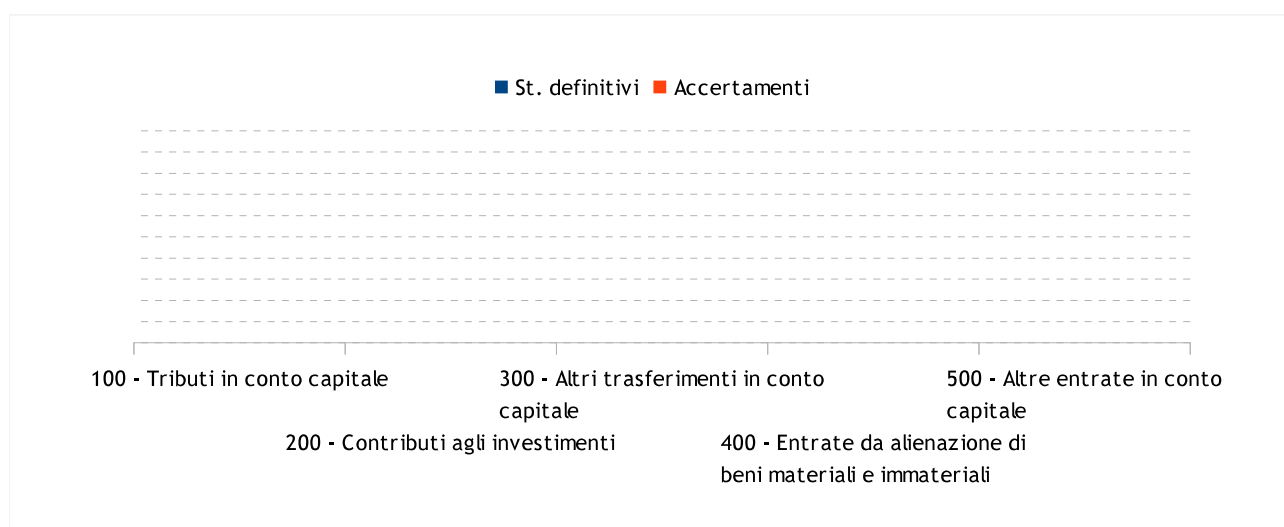 St. definitivi Accertamenti
100 - Tributi in conto capitale
200 - Contributi agli investimenti
300 - Altri trasferimenti in conto
capitale
400 - Entrate da alienazione di
beni materiali e immateriali
500 - Altre entrate in conto
capitale